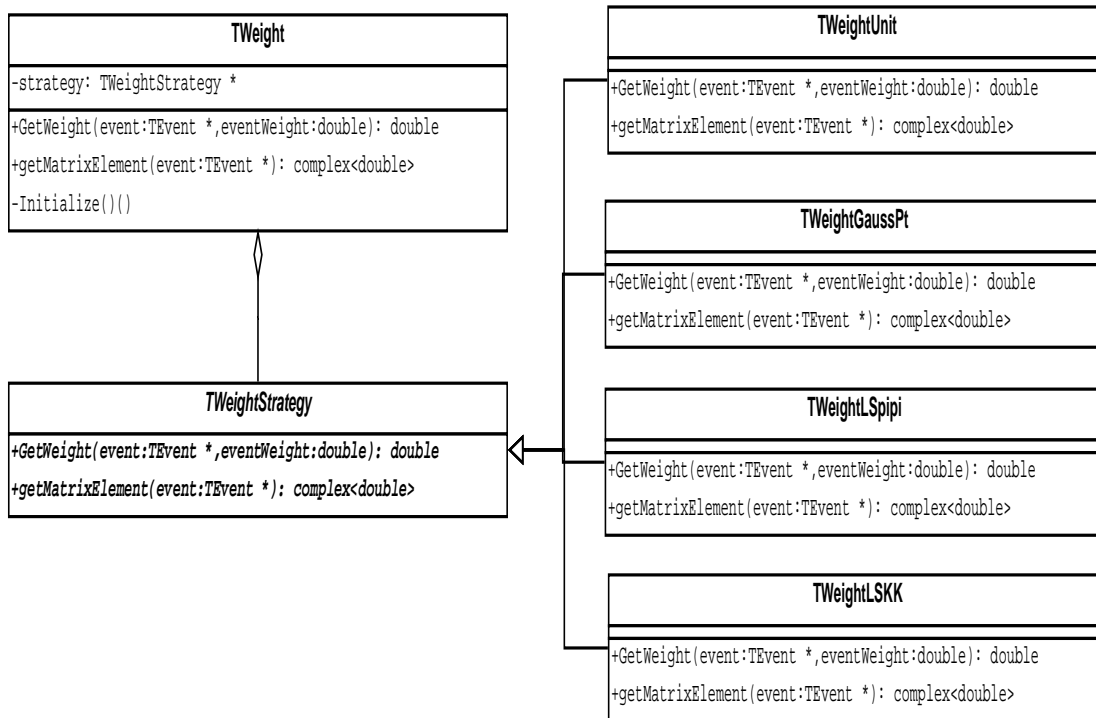 TWeight
-strategy: TWeightStrategy *
+GetWeight(event:TEvent *,eventWeight:double): double
+getMatrixElement(event:TEvent *): complex<double>
-Initialize()()
TWeightStrategy
+GetWeight(event:TEvent *,eventWeight:double): double
+getMatrixElement(event:TEvent *): complex<double>
TWeightUnit
+GetWeight(event:TEvent *,eventWeight:double): double
+getMatrixElement(event:TEvent *): complex<double>
TWeightGaussPt
+GetWeight(event:TEvent *,eventWeight:double): double
+getMatrixElement(event:TEvent *): complex<double>
TWeightLSpipi
+GetWeight(event:TEvent *,eventWeight:double): double
+getMatrixElement(event:TEvent *): complex<double>
TWeightLSKK
+GetWeight(event:TEvent *,eventWeight:double): double
+getMatrixElement(event:TEvent *): complex<double>